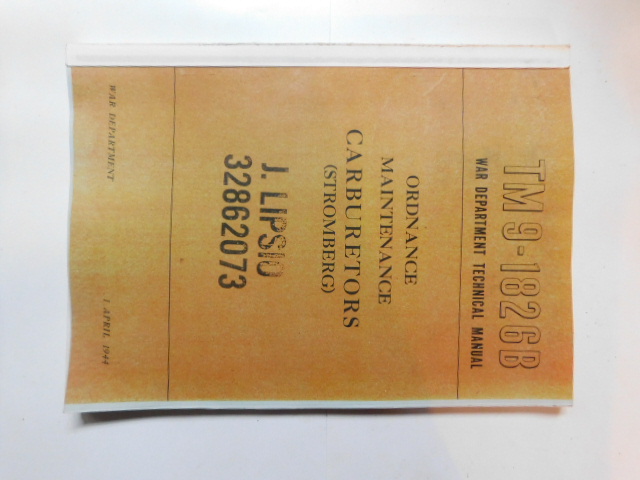 TM 9-1826B
WAR DEPARTMENT TECHNICAL MANUAL
ORDNANCE
MAINTENANCE
CARBURETORS
(STROMBERG)
J. LIPSIO
32862073
WAR DEPARTMENT 1 APRIL 1944